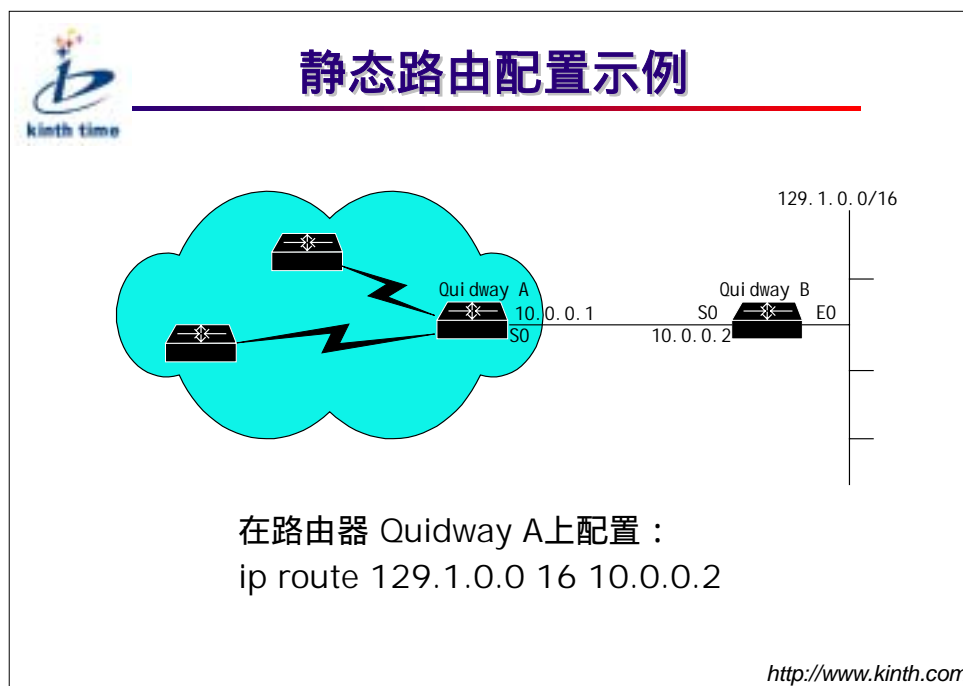 kinth time
静态路由配置示例
129.1.0.0/16
Quidway A
10.0.0.1
S0
Quidway B
S0
E0
10.0.0.2
在路由器 Quidway A上配置：
ip route 129.1.0.0 16 10.0.0.2
http://www.kinth.com